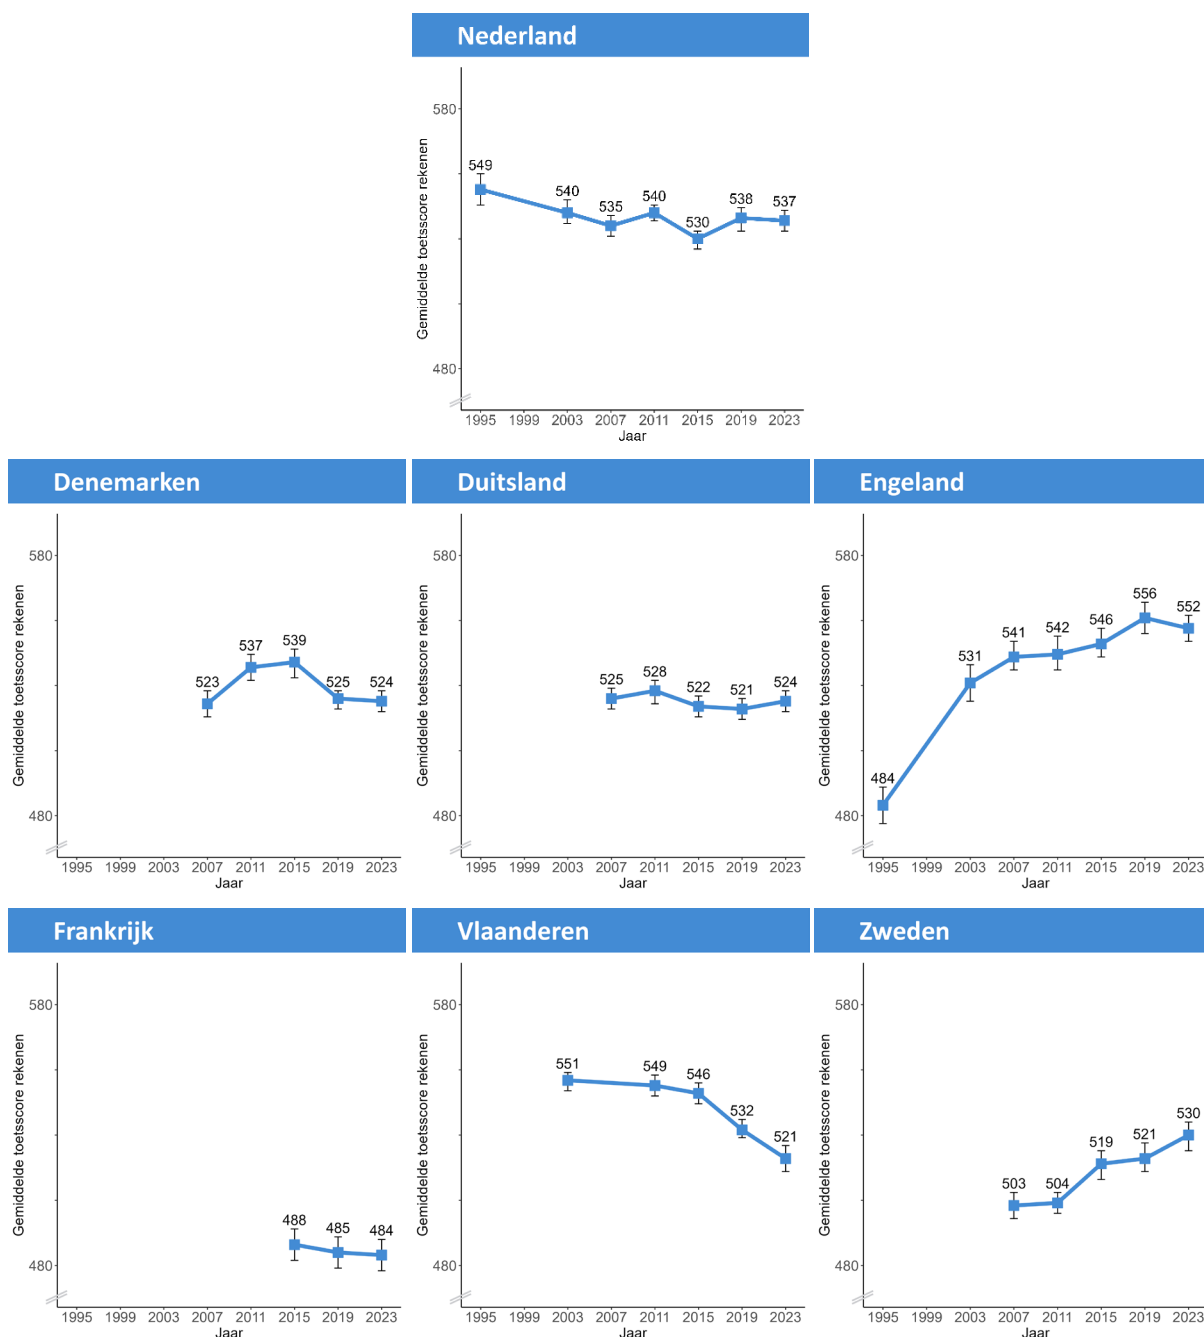 Nederland
Gemiddelde toetsscore rekenen
580
480
549
540
535
540
530
538
537
1995 1999 2003 2007 2011 2015 2019 2023
Jaar
Denemarken
Gemiddelde toetsscore rekenen
580
480
523
537
539
525
524
1995 1999 2003 2007 2011 2015 2019 2023
Jaar
Duitsland
Gemiddelde toetsscore rekenen
580
480
525
528
522
521
524
1995 1999 2003 2007 2011 2015 2019 2023
Jaar
Engeland
Gemiddelde toetsscore rekenen
580
480
484
531
541
542
546
556
552
1995 1999 2003 2007 2011 2015 2019 2023
Jaar
Frankrijk
Gemiddelde toetsscore rekenen
580
480
488
485
484
1995 1999 2003 2007 2011 2015 2019 2023
Jaar
Vlaanderen
Gemiddelde toetsscore rekenen
580
480
551
549
546
532
521
1995 1999 2003 2007 2011 2015 2019 2023
Jaar
Zweden
Gemiddelde toetsscore rekenen
580
480
503
504
519
521
530
1995 1999 2003 2007 2011 2015 2019 2023
Jaar